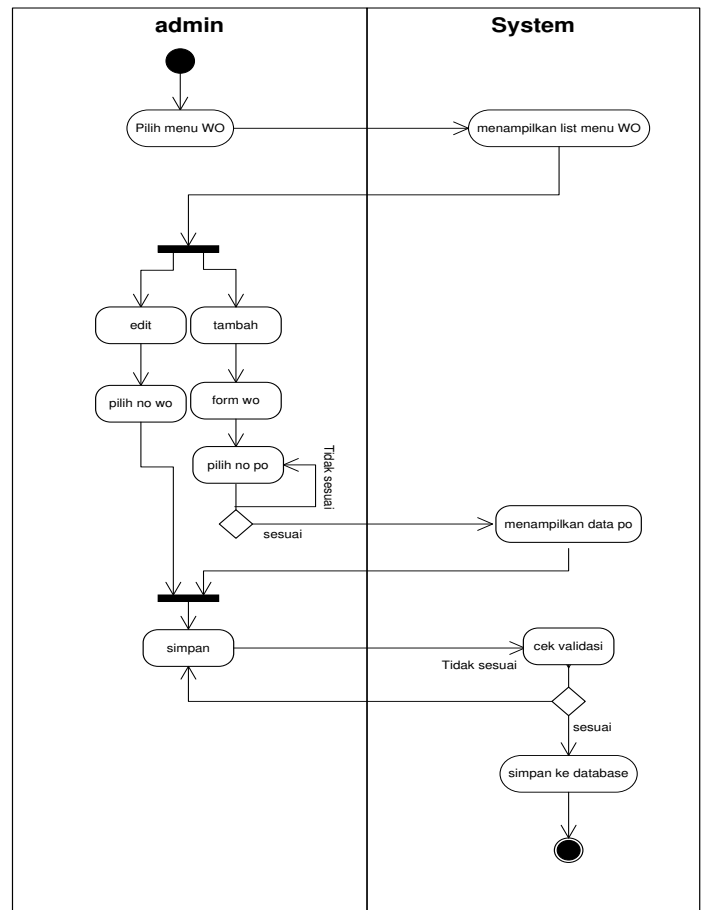 admin
System
Pilih menu WO
menampilkan list menu WO
edit
tambah
pilih no wo
form wo
pilih no po
Tidak sesuai
sesuai
menampilkan data po
simpan
cek validasi
Tidak sesuai
sesuai
simpan ke database